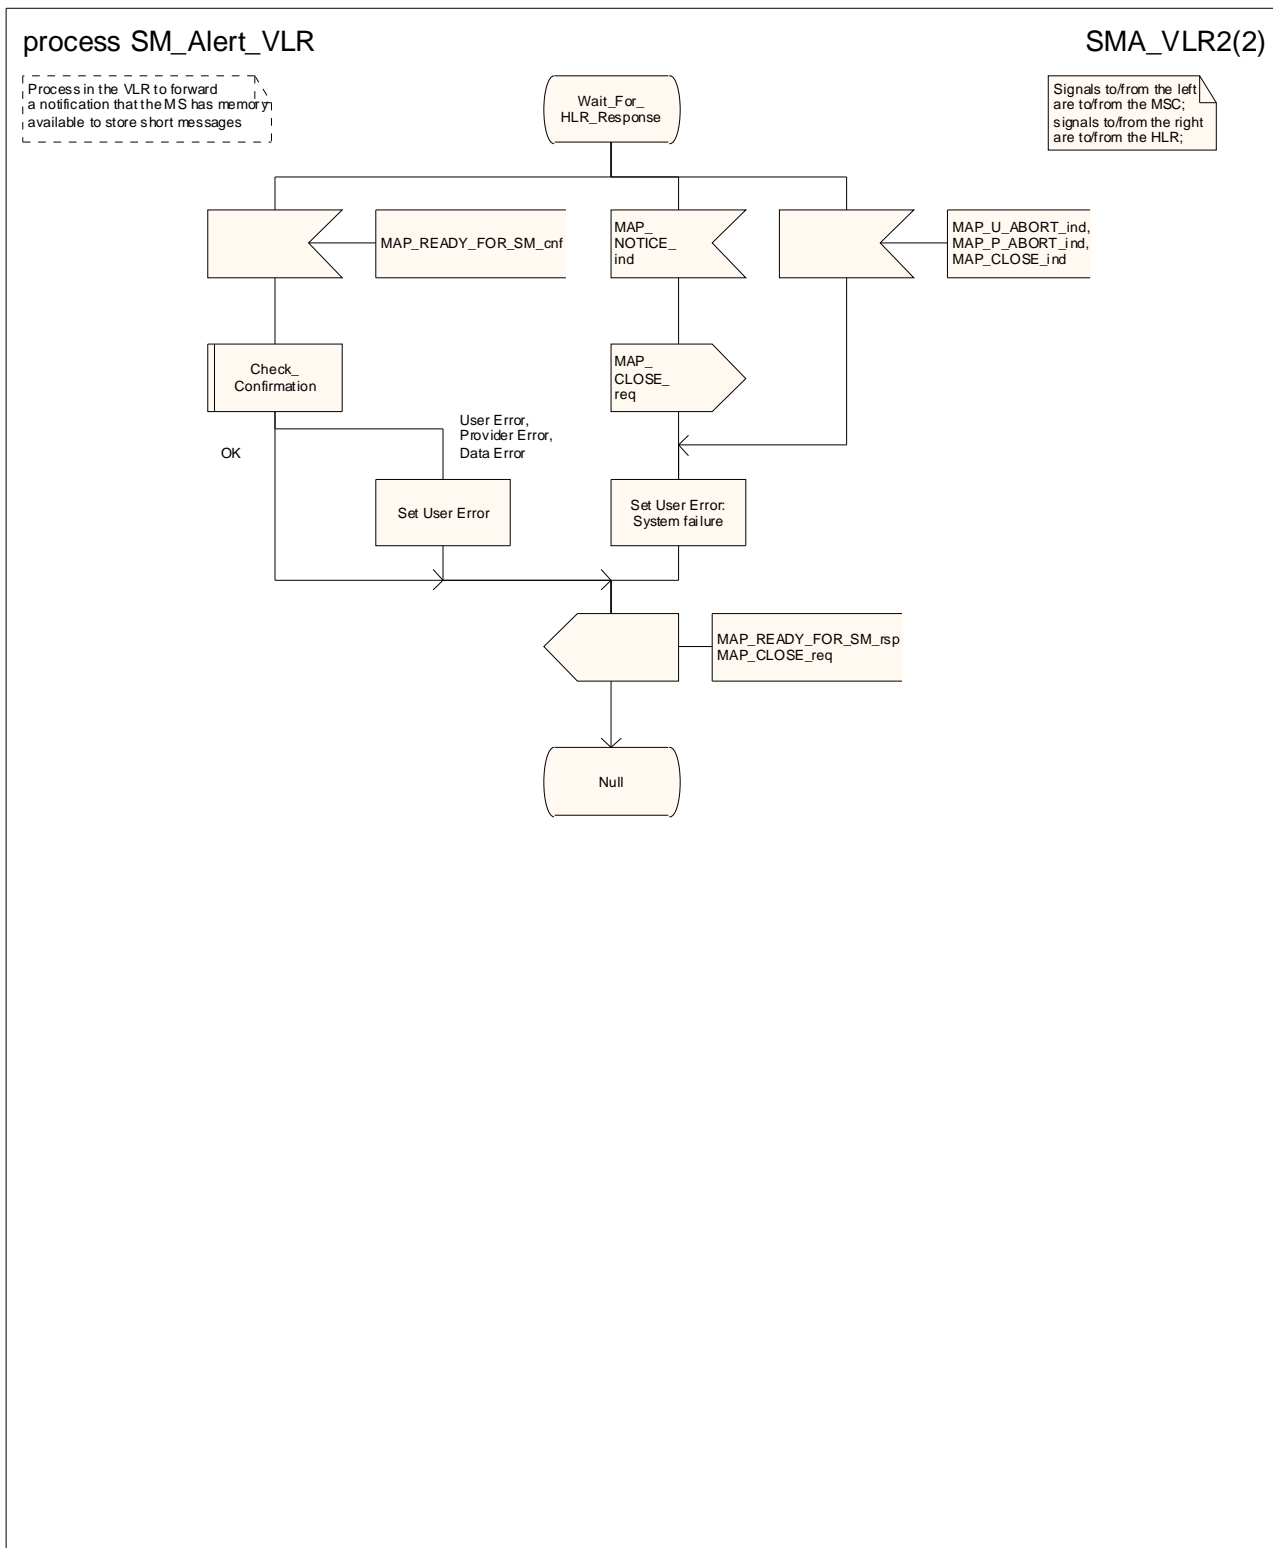 process SM_Alert_VLR
SMA_VLR2(2)
Process in the VLR to forward
a notification that the MS has memory
available to store short messages
Wait_For_
HLR_Response
Signals to/from the left
are to/from the MSC;
signals to/from the right
are to/from the HLR;
MAP_READY_FOR_SM_cnf
MAP_
NOTICE_
ind
MAP_U_ABORT_ind,
MAP_P_ABORT_ind,
MAP_CLOSE_ind
Check_
Confirmation
MAP_
CLOSE_
req
OK
User Error,
Provider Error,
Data Error
Set User Error
Set User Error:
System failure
MAP_READY_FOR_SM_rsp
MAP_CLOSE_req
Null